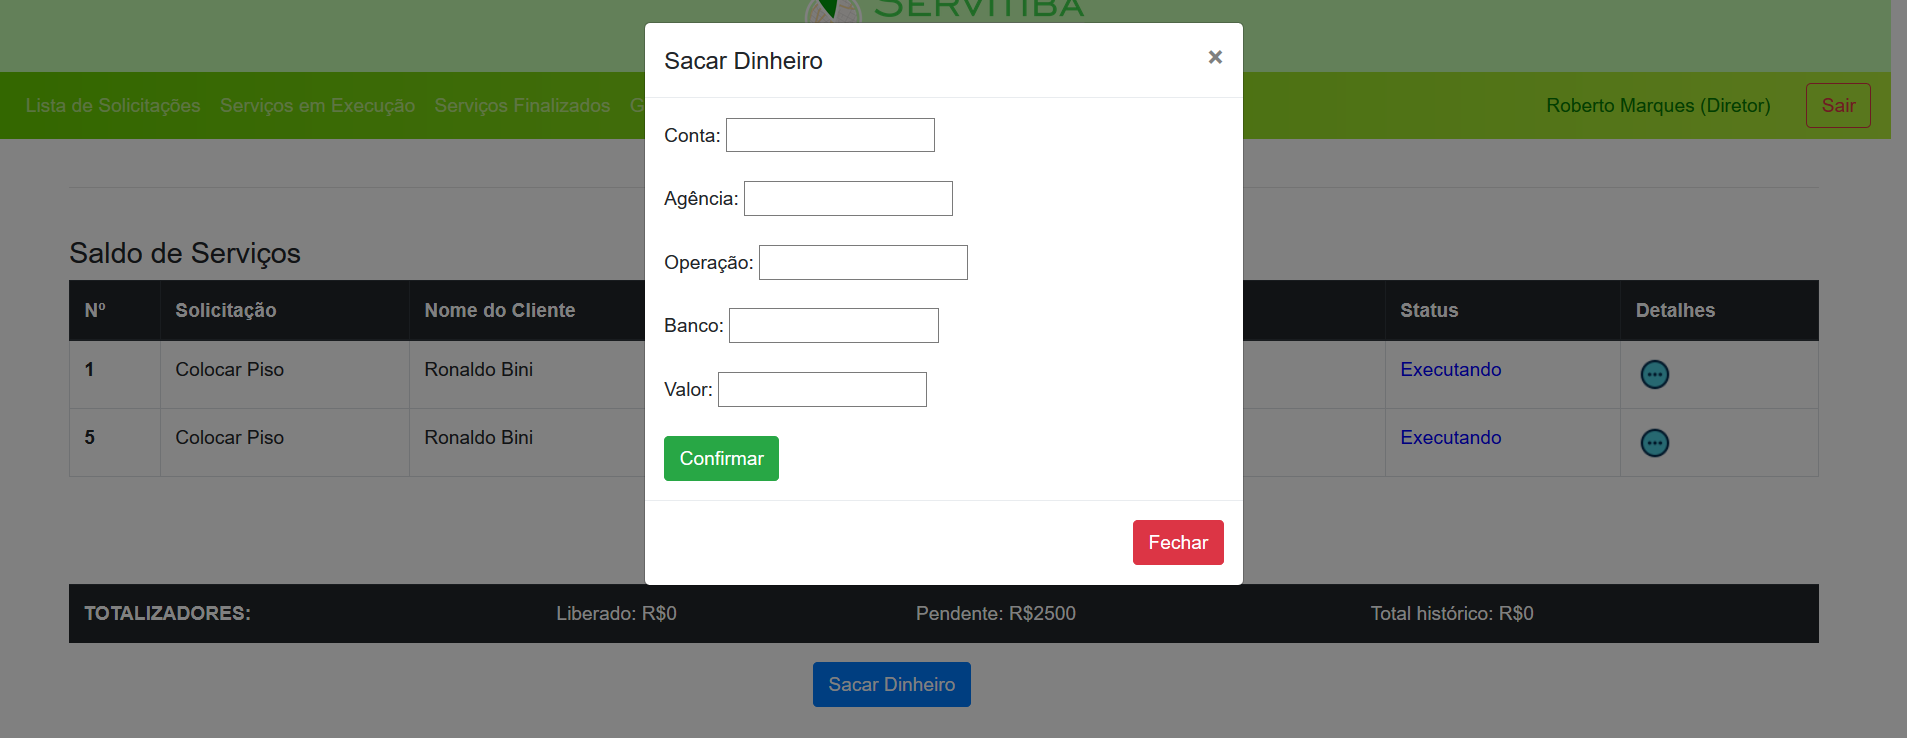 SERVITIBA
Sacar Dinheiro ×
Lista de Solicitações Serviços em Execução Serviços Finalizados G
Roberto Marques (Diretor) Sair
Conta:
Agência:
Operação:
Banco:
Valor:
Confirmar
Fechar
Saldo de Serviços
Nº Solicitação Nome do Cliente Status Detalhes
1 Colocar Piso Ronaldo Bini Executando
5 Colocar Piso Ronaldo Bini Executando
TOTALIZADORES: Liberado: R$0 Pendente: R$2500 Total histórico: R$0
Sacar Dinheiro